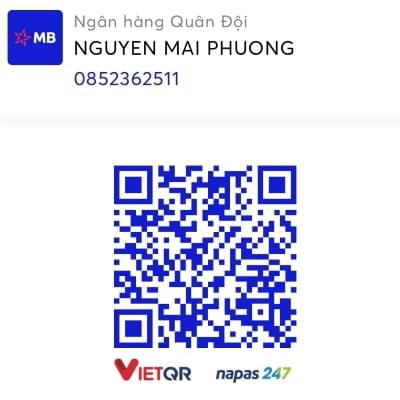 MB
Ngân hàng Quân Đội
NGUYEN MAI PHUONG
0852362511
VIETQR
napas 247